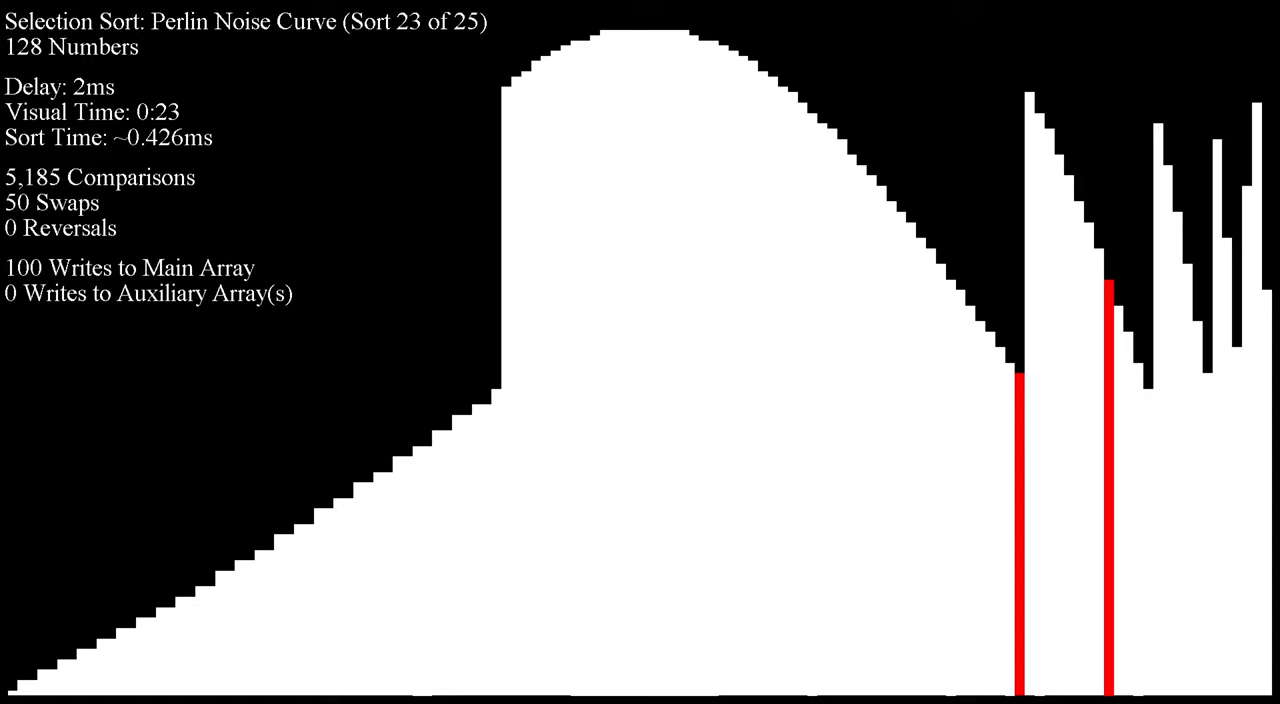 Selection Sort: Perlin Noise Curve (Sort 23 of 25)
128 Numbers
Delay: 2ms
Visual Time: 0:23
Sort Time: ~0.426ms
5,185 Comparisons
50 Swaps
0 Reversals
100 Writes to Main Array
0 Writes to Auxiliary Array(s)